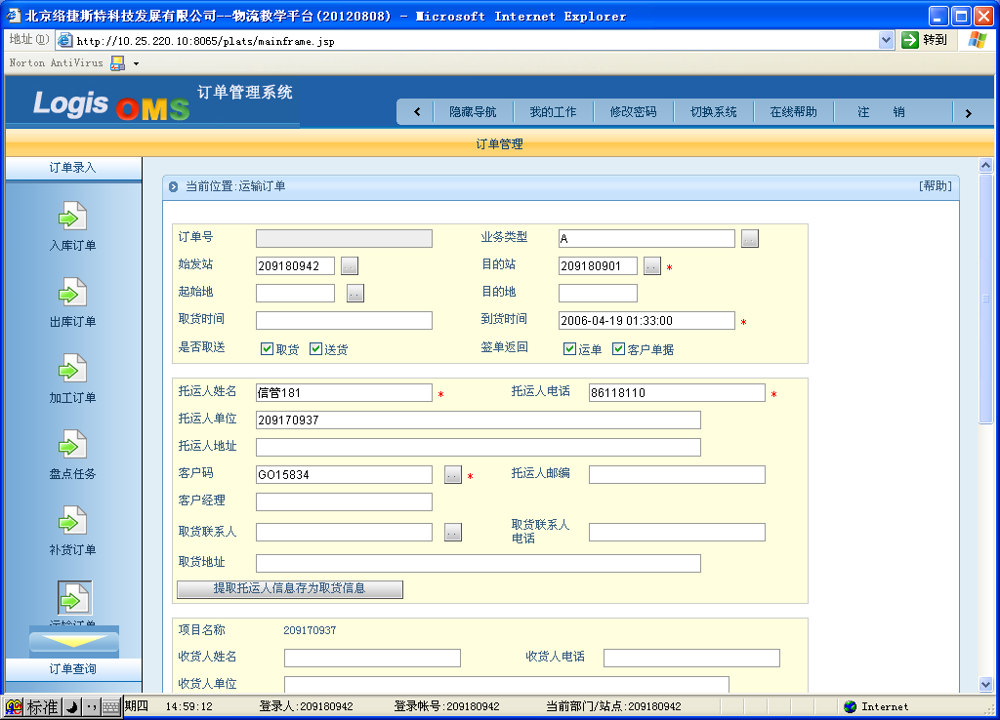 北京络捷斯特科技发展有限公司--物流教学平台(20120808) - Microsoft Internet Explorer
地址(D) http://10.25.220.10:8065/plats/mainframe.jsp 转到
Norton AntiVirus
Logis OMS 订单管理系统
隐藏导航 我的工作 修改密码 切换系统 在线帮助 注 销
订单管理
订单录入
当前位置:运输订单 [帮助]
入库订单
出库订单
加工订单
盘点任务
补货订单
运输订单
订单查询
订单号 业务类型 A ..
始发站 209180942 .. 目的站 209180901 .. *
起始地 .. 目的地
取货时间 到货时间 2006-04-19 01:33:00 *
是否取送 取货 送货 签单返回 运单 客户单据
托运人姓名 信管181 * 托运人电话 86118110 *
托运人单位 209170937
托运人地址
客户码 GO15834 .. * 托运人邮编
客户经理
取货联系人 .. 取货联系人
电话
取货地址
提取托运人信息存为取货信息
项目名称 209170937
收货人姓名 收货人电话
收货人单位
标准 期四 14:59:12 登录人:209180942 登录帐号:209180942 当前部门/站点:209180942 Internet